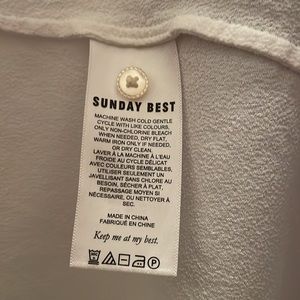 SUNDAY BEST
MACHINE WASH COLD GENTLE
CYCLE WITH LIKE COLOURS,
ONLY NON-CHLORINE BLEACH
WHEN NEEDED, DRY FLAT,
WARM IRON ONLY IF NEEDED,
OR DRY CLEAN.
LAVER À LA MACHINE À L'EAU
FROIDE AU CYCLE DÉLICAT
AVEC COULEURS SEMBLABLES,
UTILISER SEULEMENT UN
JAVELLISANT SANS CHLORE AU
BESOIN, SÉCHER À PLAT,
REPASSAGE MOYEN SI
NÉCESSAIRE, OU NETTOYER À
SEC.
MADE IN CHINA
FABRIQUÉ EN CHINE
Keep me at my best.
P